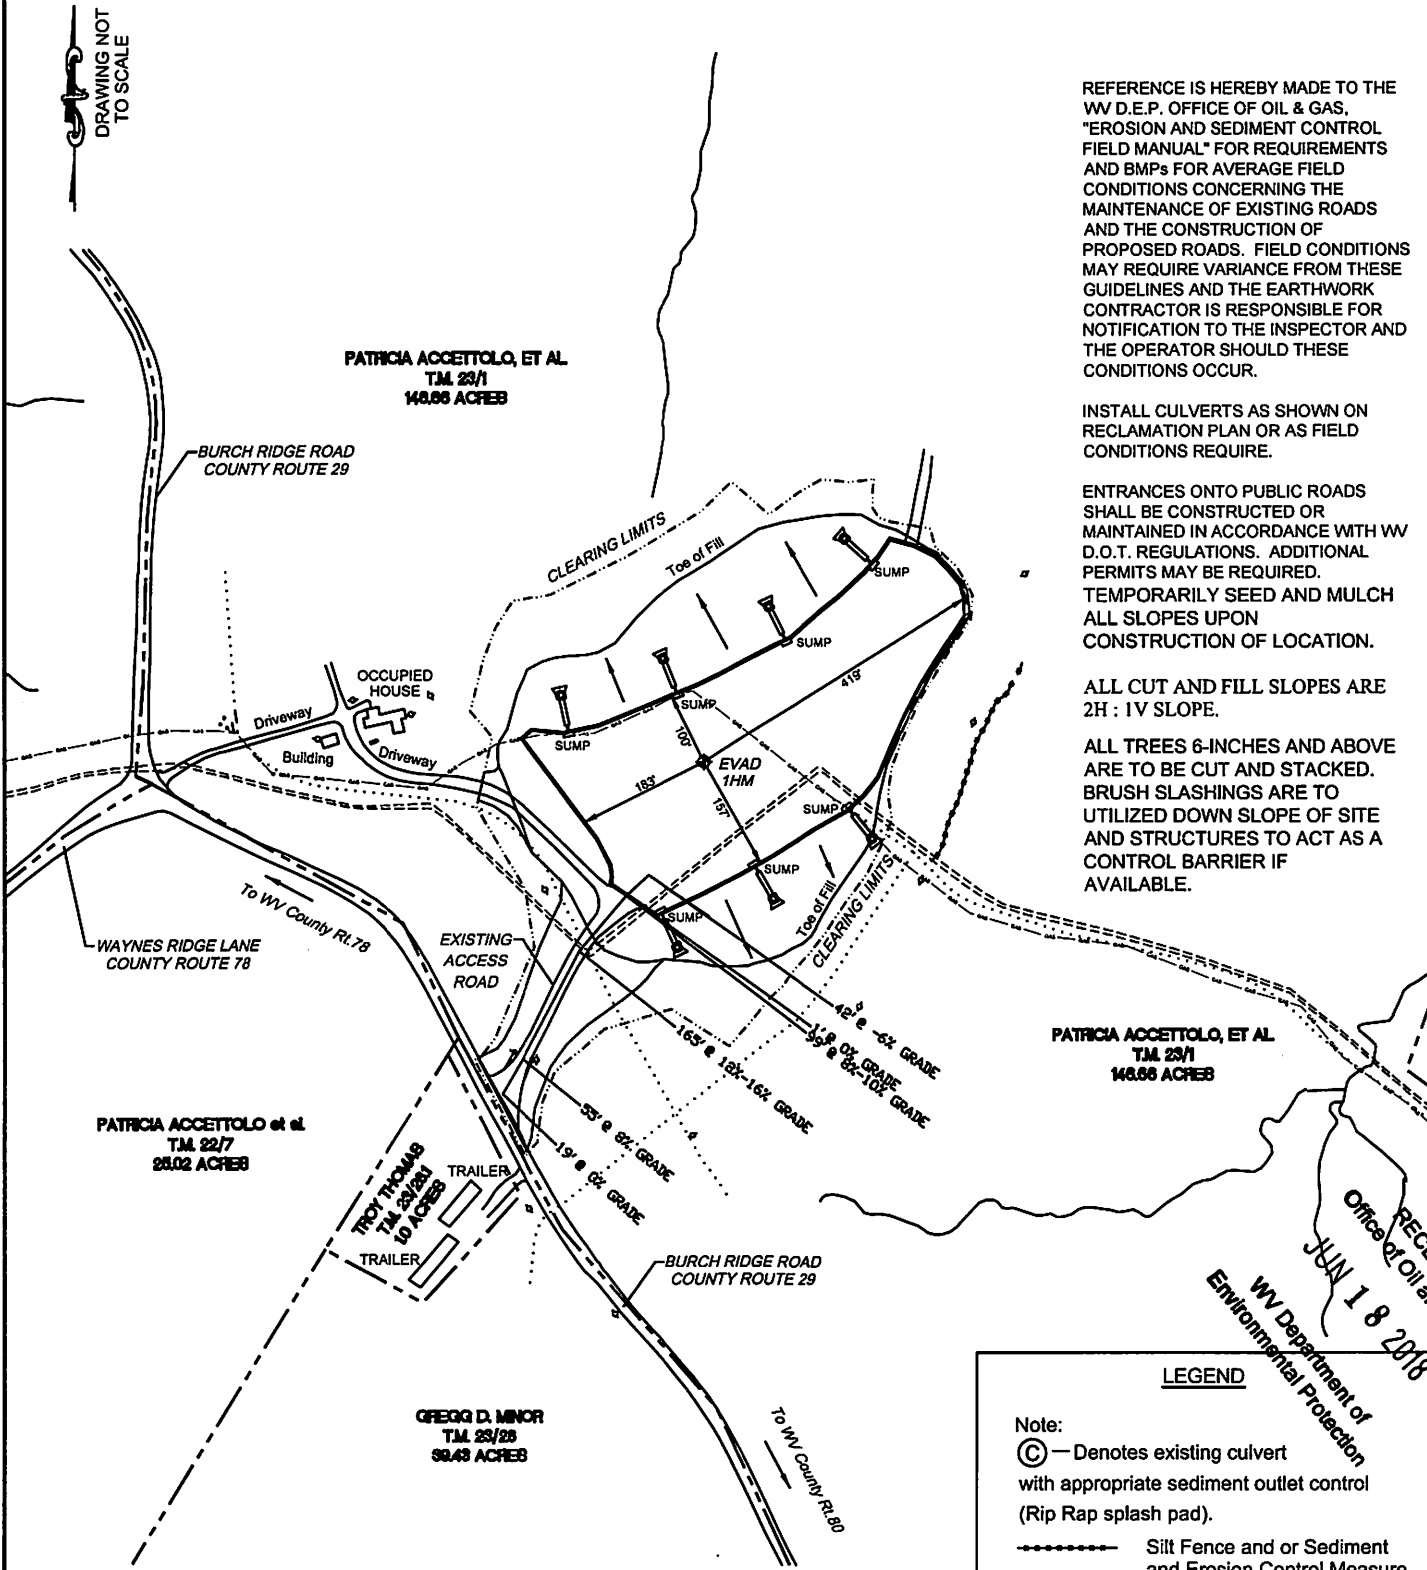 DRAWING NOT
TO SCALE
REFERENCE IS HEREBY MADE TO THE
WV D.E.P. OFFICE OF OIL & GAS,
"EROSION AND SEDIMENT CONTROL
FIELD MANUAL" FOR REQUIREMENTS
AND BMPs FOR AVERAGE FIELD
CONDITIONS CONCERNING THE
MAINTENANCE OF EXISTING ROADS
AND THE CONSTRUCTION OF
PROPOSED ROADS. FIELD CONDITIONS
MAY REQUIRE VARIANCE FROM THESE
GUIDELINES AND THE EARTHWORK
CONTRACTOR IS RESPONSIBLE FOR
NOTIFICATION TO THE INSPECTOR AND
THE OPERATOR SHOULD THESE
CONDITIONS OCCUR.
INSTALL CULVERTS AS SHOWN ON
RECLAMATION PLAN OR AS FIELD
CONDITIONS REQUIRE.
ENTRANCES ONTO PUBLIC ROADS
SHALL BE CONSTRUCTED OR
MAINTAINED IN ACCORDANCE WITH WV
D.O.T. REGULATIONS. ADDITIONAL
PERMITS MAY BE REQUIRED.
TEMPORARILY SEED AND MULCH
ALL SLOPES UPON
CONSTRUCTION OF LOCATION.
ALL CUT AND FILL SLOPES ARE
2H : 1V SLOPE.
ALL TREES 6-INCHES AND ABOVE
ARE TO BE CUT AND STACKED.
BRUSH SLASHINGS ARE TO
UTILIZED DOWN SLOPE OF SITE
AND STRUCTURES TO ACT AS A
CONTROL BARRIER IF
AVAILABLE.
PATRICIA ACCETTOLO, ET AL
T.M. 23/1
146.66 ACRES
BURCH RIDGE ROAD
COUNTY ROUTE 29
CLEARING LIMITS
Toe of Fill
SUMP
SUMP
SUMP
SUMP
419'
100'
183'
157'
EVAD
1HM
OCCUPIED
HOUSE
Driveway
Building
Driveway
SUMP
SUMP
SUMP
Toe of Fill
CLEARING LIMITS
To WV County Rt.78
WAYNES RIDGE LANE
COUNTY ROUTE 78
EXISTING
ACCESS
ROAD
42' @ -6% GRADE
1' @ 0% GRADE
99' @ 8%-10% GRADE
165' @ 12%-16% GRADE
55' @ 8% GRADE
19' @ 0% GRADE
PATRICIA ACCETTOLO, ET AL
T.M. 23/1
146.66 ACRES
PATRICIA ACCETTOLO et al
T.M. 22/7
TROY THOMAS
T.M. 23/28.1
1.0 ACRES
TRAILER
TRAILER
BURCH RIDGE ROAD
COUNTY ROUTE 29
GREGG D. MINOR
T.M. 23/28
39.43 ACRES
To WV County Rt.80
Office of Oil
JUN 18 2018
WV Department of
Environmental Protection
LEGEND
Note:
Ⓒ — Denotes existing culvert
with appropriate sediment outlet control
(Rip Rap splash pad).
Silt Fence and or Sediment
and Erosion Control Measure